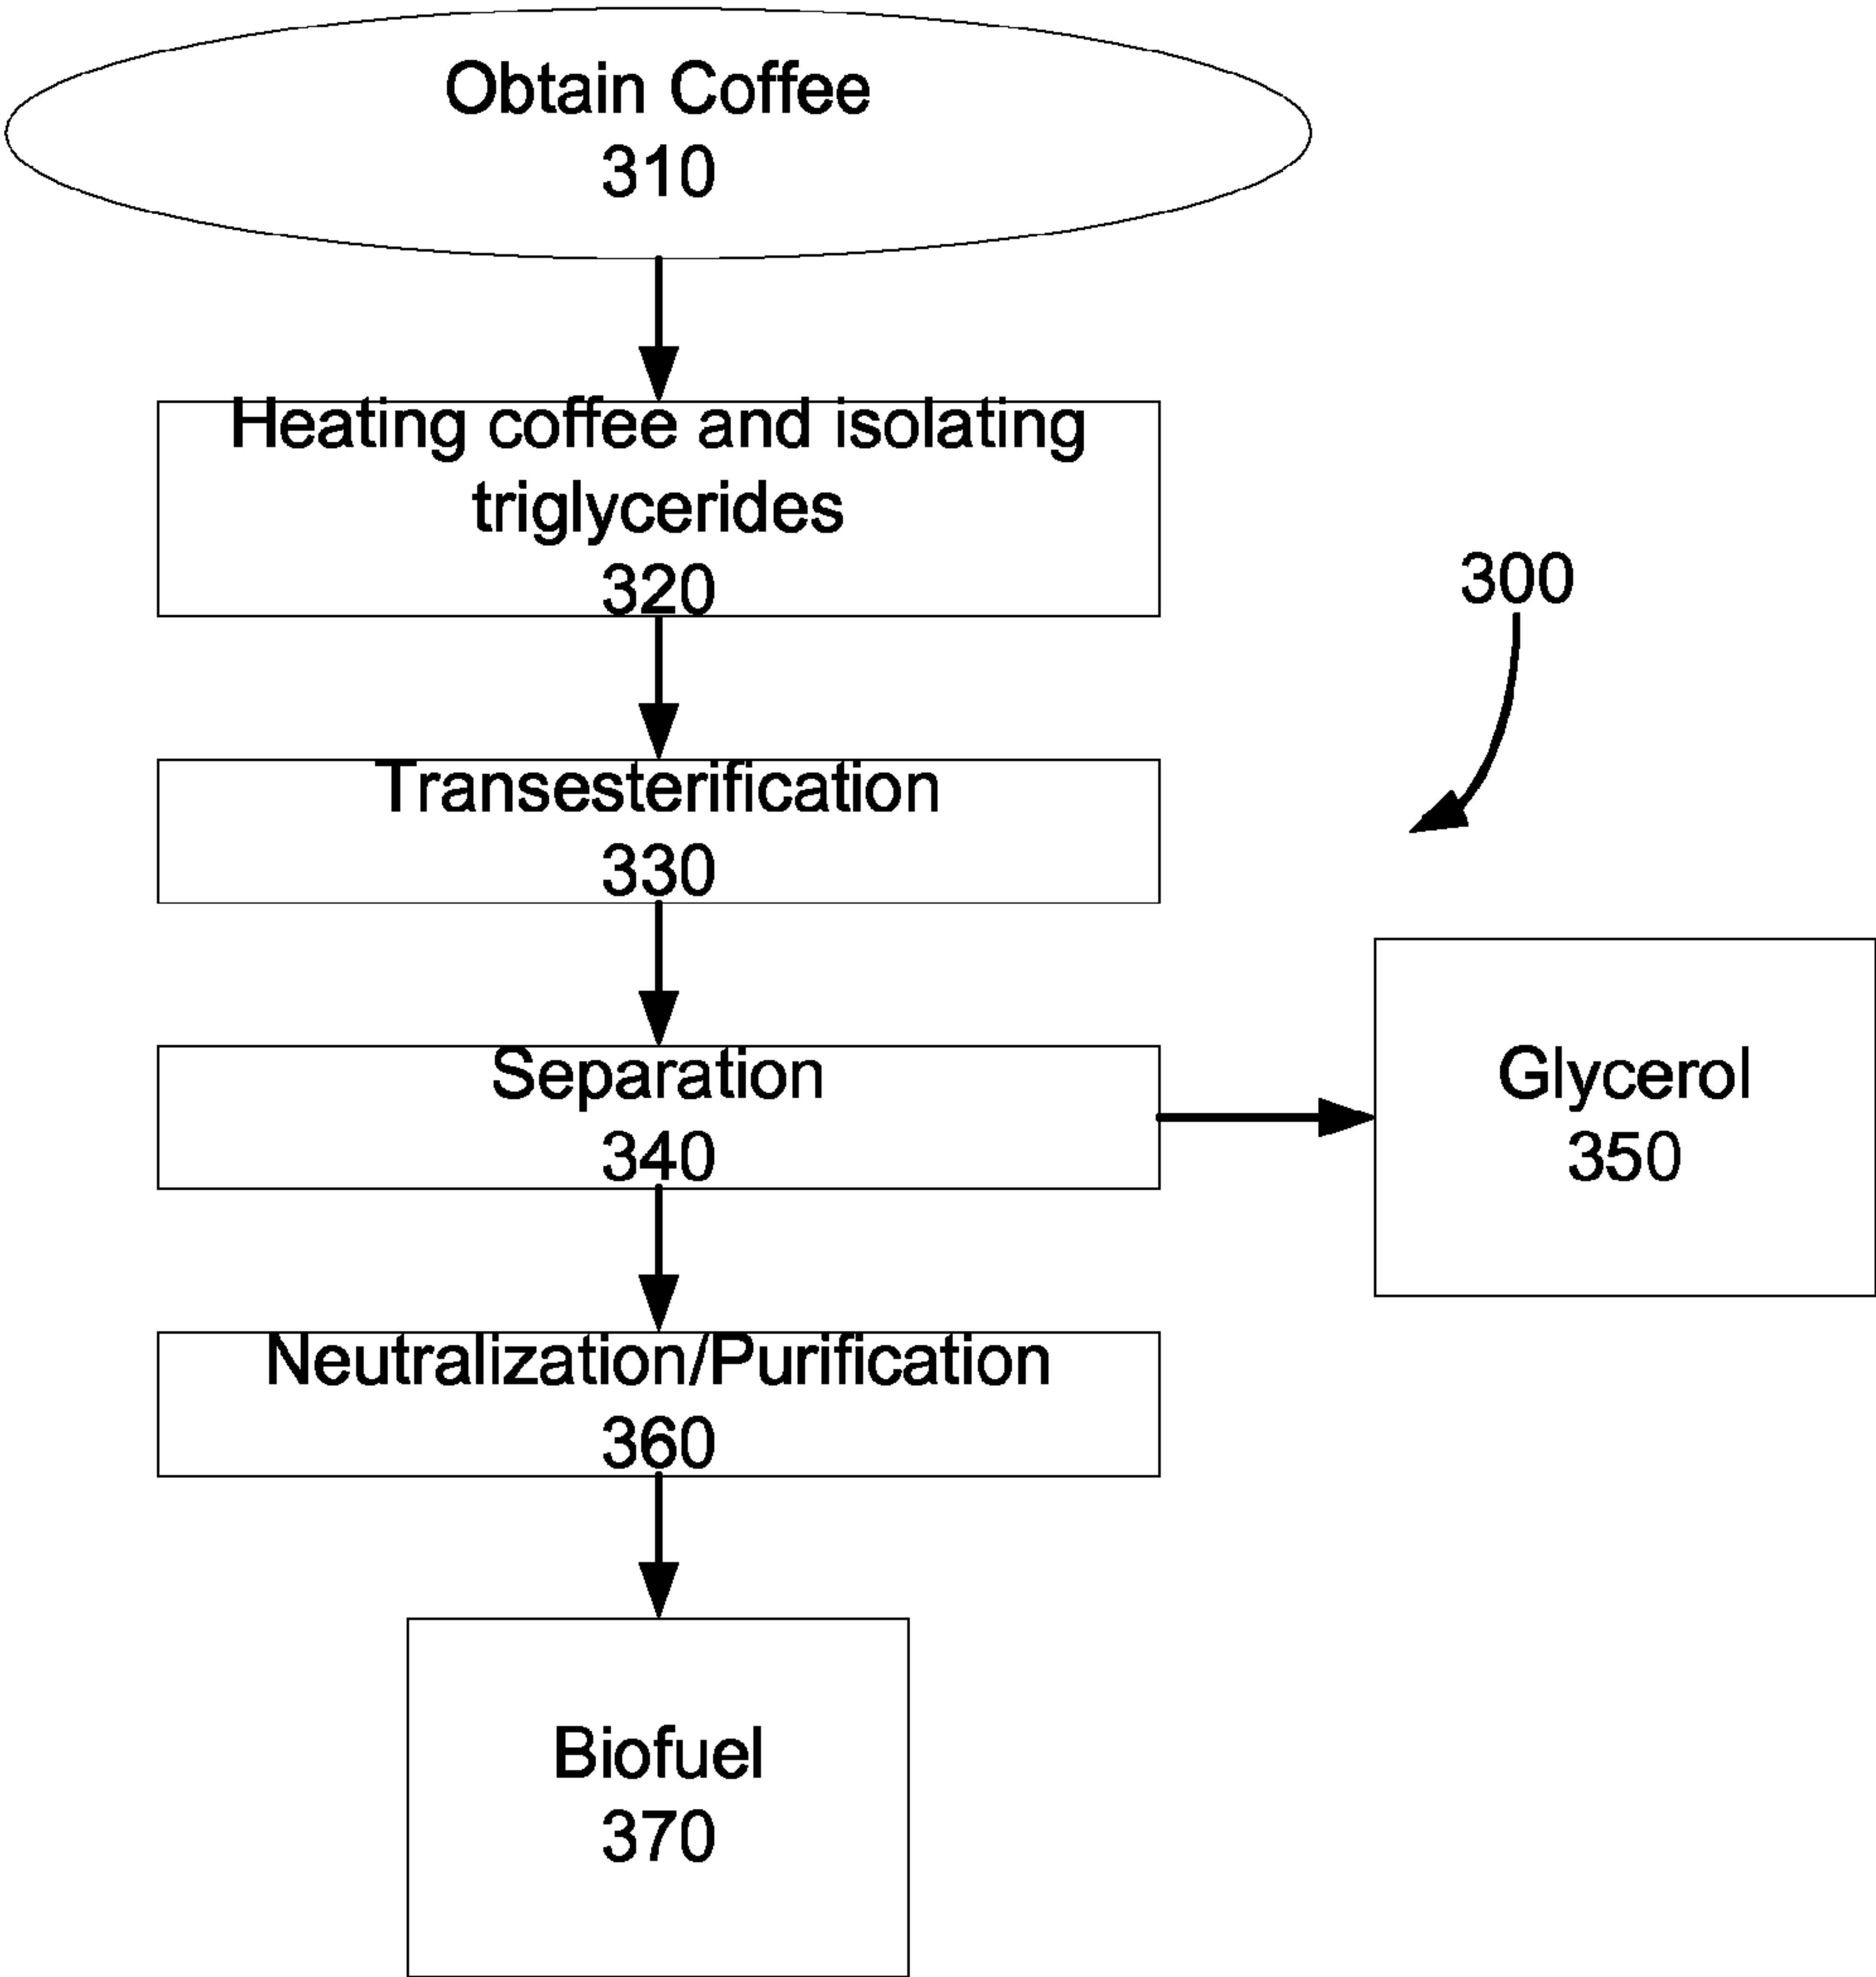 Obtain Coffee
310
Heating coffee and isolating
triglycerides
320
300
Transesterification
330
Separation
340
Glycerol
350
Neutralization/Purification
360
Biofuel
370